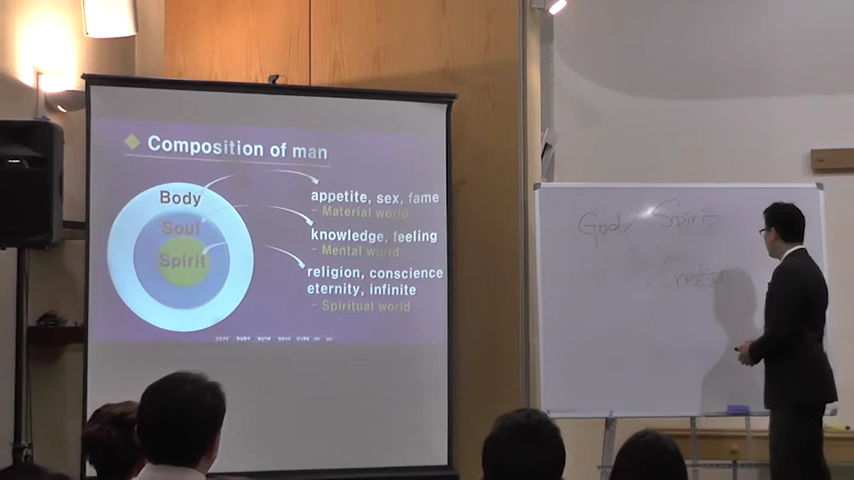 Composition of man
Body
Soul
Spirit
appetite, sex, fame
- Material world
knowledge, feeling
- Mental world
religion, conscience
eternity, infinite
- Spiritual world
God, Spirit